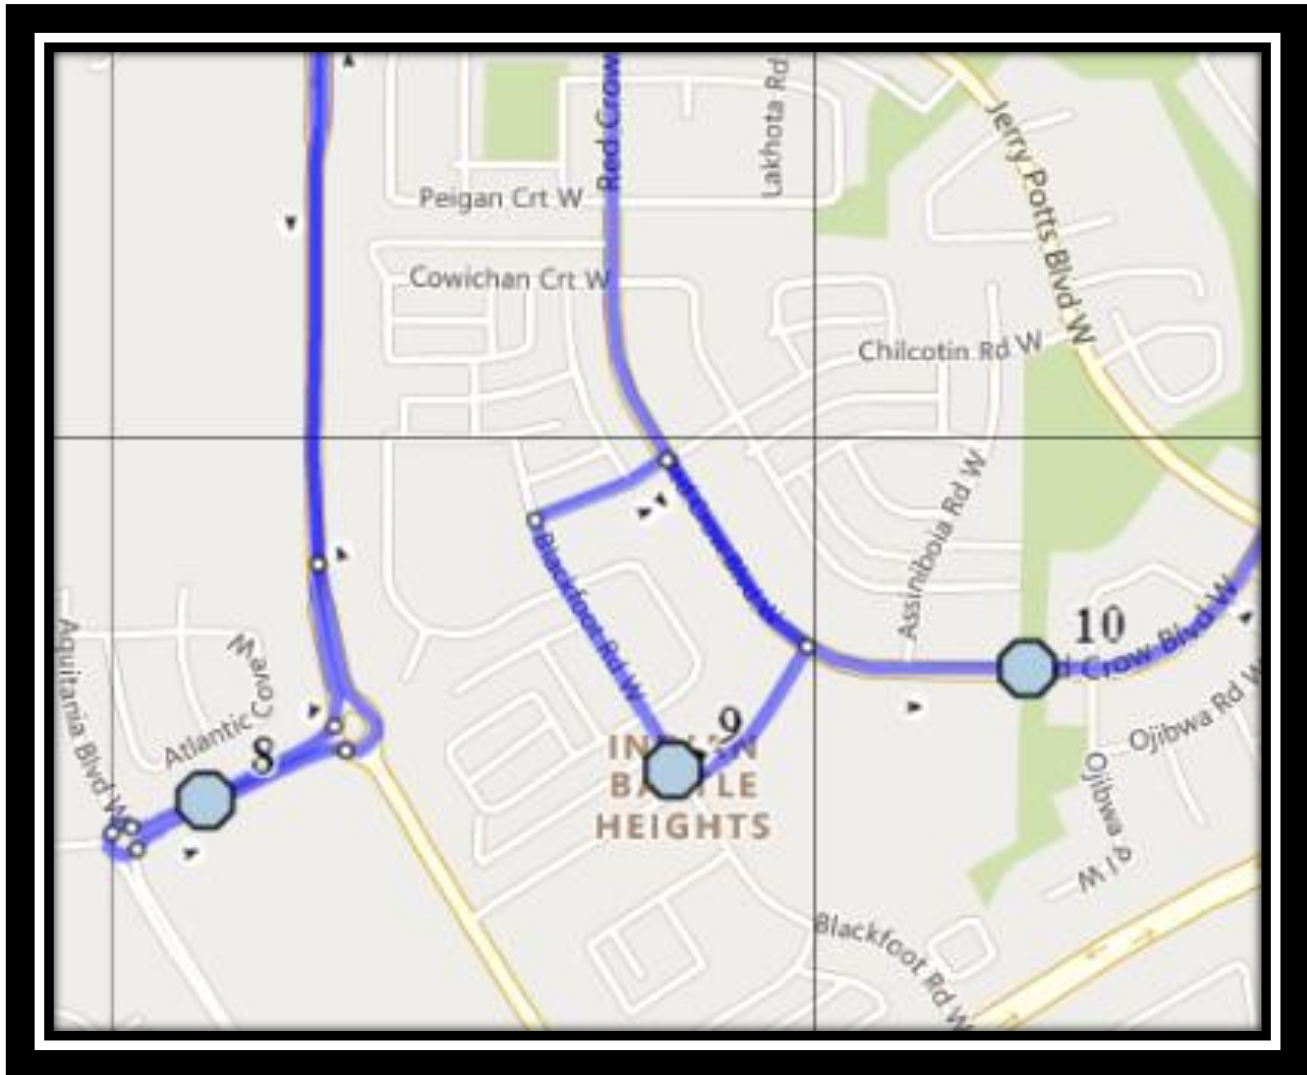 Red Crow
Lakhota Rd
Jerry Potts Blvd W
Peigan Crt W
Cowichan Crt W
Chilcotin Rd W
Assiniboia Rd W
Blackfoot Rd W
10
d Crow Blvd W
Aquitania Blvd W
Atlantic Cove W
8
9
Ojibwa Rd W
Ojibwa Pl W
HEIGHTS
Blackfoot Rd W